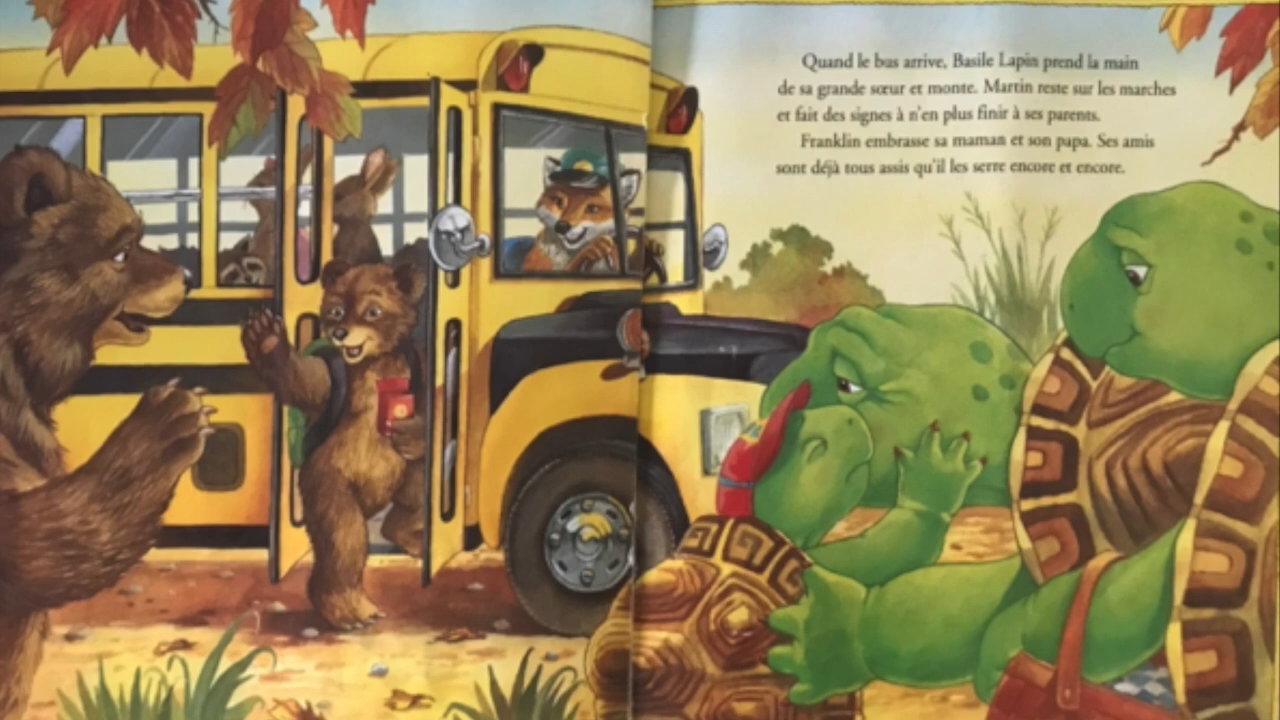 Quand le bus arrive, Basile Lapin prend la main
de sa grande sœur et monte. Martin reste sur les marches
et fait des signes à n'en plus finir à ses parents.
Franklin embrasse sa maman et son papa. Ses amis
sont déjà tous assis qu'il les serre encore et encore.